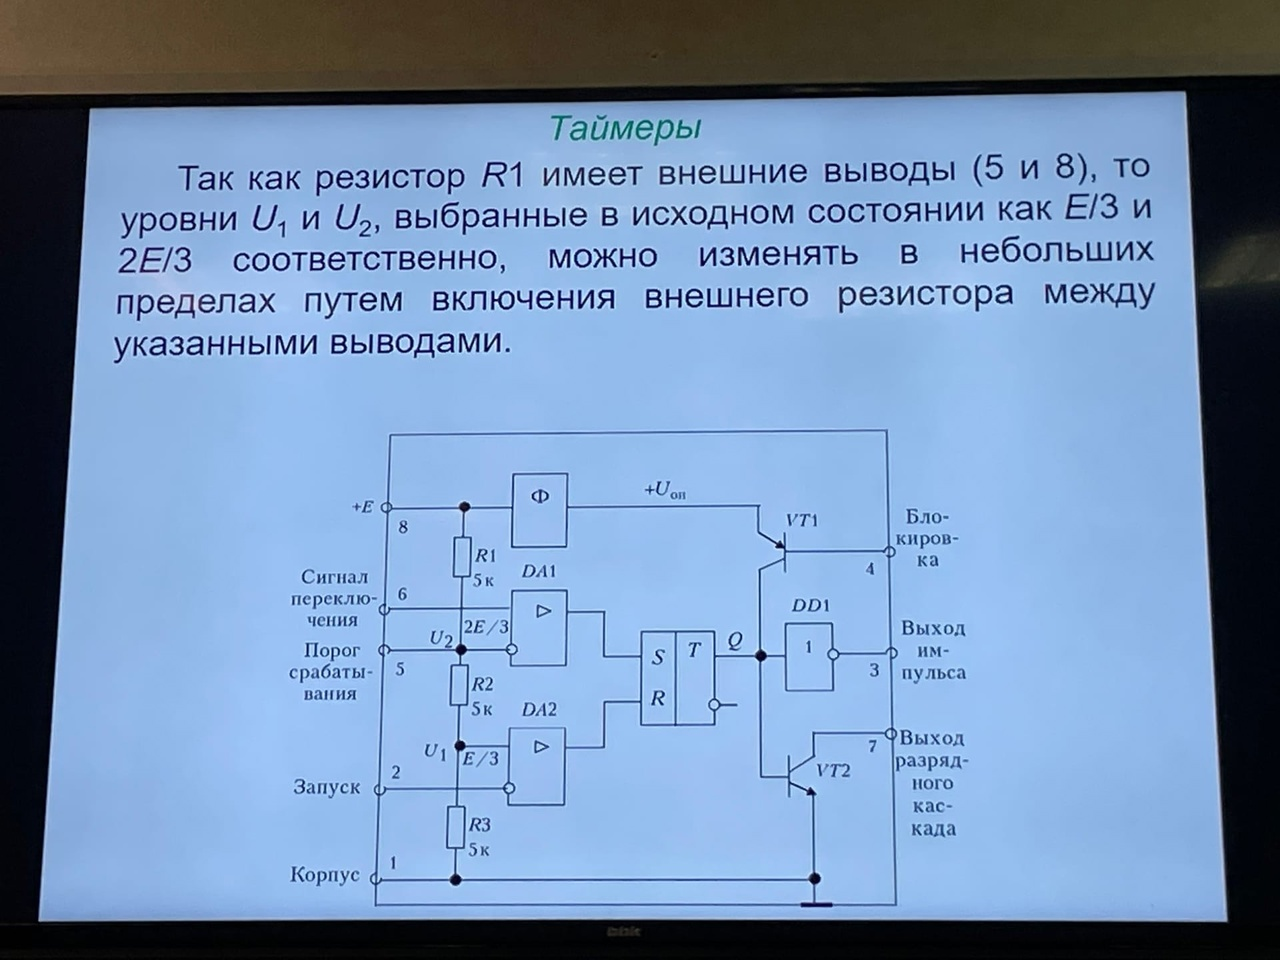 Таймеры
Так как резистор R1 имеет внешние выводы (5 и 8), то
уровни U1 и U2, выбранные в исходном состоянии как E/3 и
2E/3 соответственно, можно изменять в небольших
пределах путем включения внешнего резистора между
указанными выводами.
+E
8
Ф
+Uоп
VT1
Бло-
киров-
ка
4
R1
5к
DA1
Сигнал
переклю-
чения
6
2E/3
U2
Порог
срабаты-
вания
5
R2
5к
DA2
S
T
R
Q
DD1
1
Выход
им-
пульса
3
U1
E/3
Запуск
2
7
VT2
Выход
разряд-
ного
кас-
када
R3
5к
Корпус
1
bbk